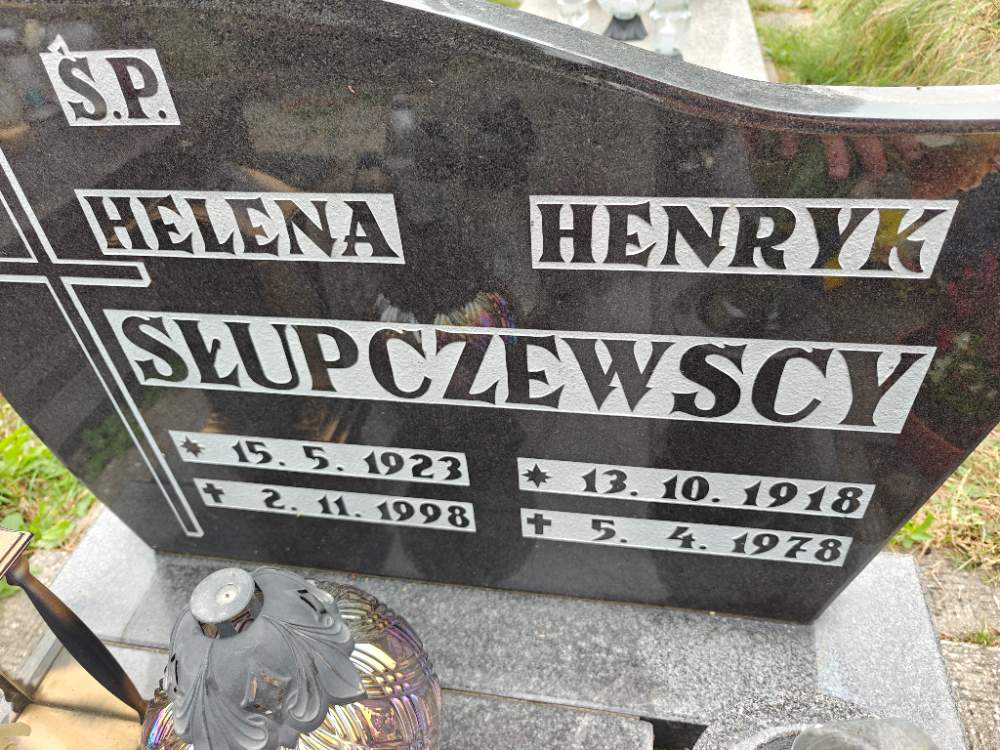 Ś.P.
HELENA HENRYK
SŁUPCZEWSCY
* 15. 5. 1923
✝ 2. 11. 1998
* 13. 10. 1918
✝ 5. 4. 1978